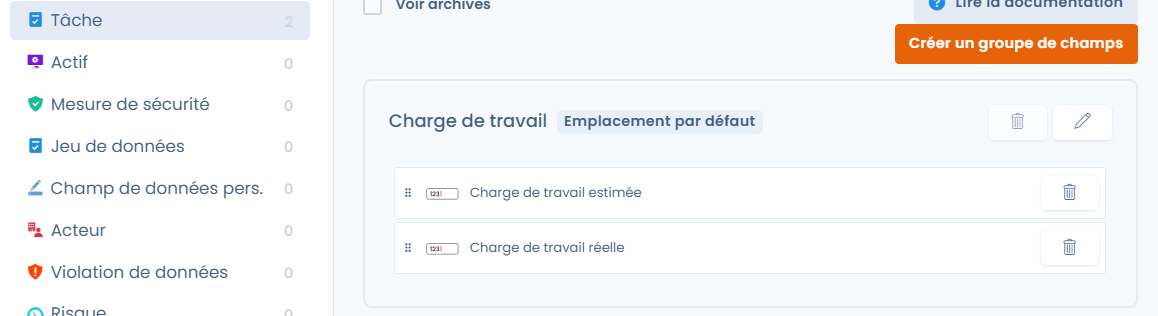 Tâche 2
Actif 0
Mesure de sécurité 0
Jeu de données 0
Champ de données pers. 0
Acteur 0
Violation de données 0
Risque 0
Voir archivés
Lire la documentation
Créer un groupe de champs
Charge de travail Emplacement par défaut
123 Charge de travail estimée
123 Charge de travail réelle